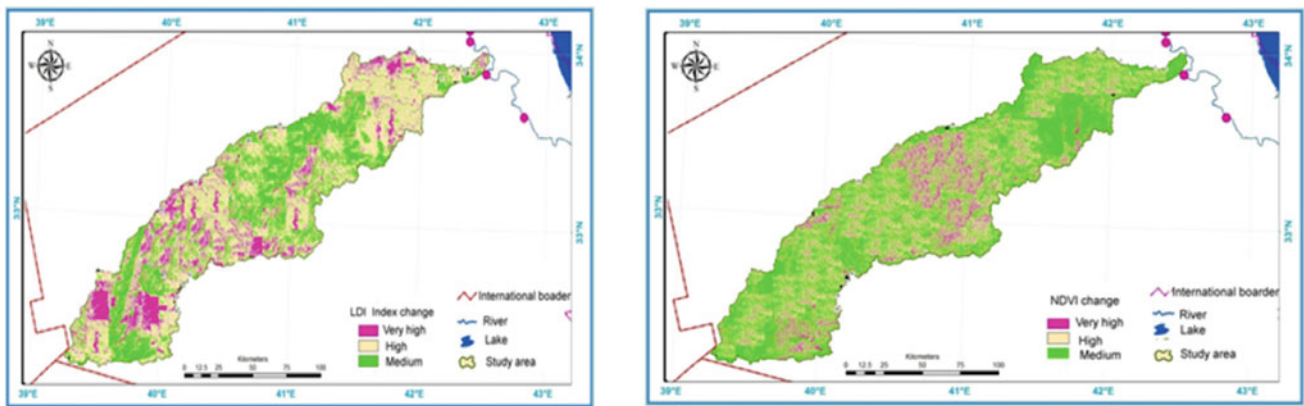 39°E 40°E 41°E 42°E 43°E
34°N
33°N 33°N
N
W E
S
LDI Index change
Very high
High
Medium
International boader
River
Lake
Study area
Kilometers
0 12.5 25 50 75 100
39°E 40°E 41°E 42°E 43°E
39°E 40°E 41°E 42°E 43°E
34°N
33°N 33°N
N
W E
S
NDVI change
Very high
High
Medium
International boarder
River
Lake
Study area
Kilometers
0 12.5 25 50 75 100
39°E 40°E 41°E 42°E 43°E